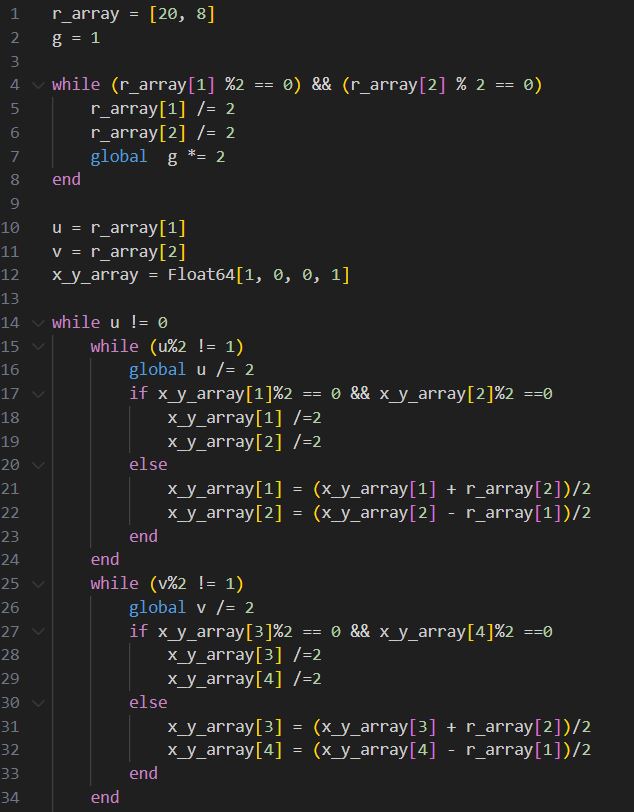 1 r_array = [20, 8]
2 g = 1
3
4 while (r_array[1] %2 == 0) && (r_array[2] % 2 == 0)
5     r_array[1] /= 2
6     r_array[2] /= 2
7     global  g *= 2
8 end
9
10 u = r_array[1]
11 v = r_array[2]
12 x_y_array = Float64[1, 0, 0, 1]
13
14 while u != 0
15     while (u%2 != 1)
16         global u /= 2
17         if x_y_array[1]%2 == 0 && x_y_array[2]%2 ==0
18             x_y_array[1] /=2
19             x_y_array[2] /=2
20         else
21             x_y_array[1] = (x_y_array[1] + r_array[2])/2
22             x_y_array[2] = (x_y_array[2] - r_array[1])/2
23         end
24     end
25     while (v%2 != 1)
26         global v /= 2
27         if x_y_array[3]%2 == 0 && x_y_array[4]%2 ==0
28             x_y_array[3] /=2
29             x_y_array[4] /=2
30         else
31             x_y_array[3] = (x_y_array[3] + r_array[2])/2
32             x_y_array[4] = (x_y_array[4] - r_array[1])/2
33         end
34     end